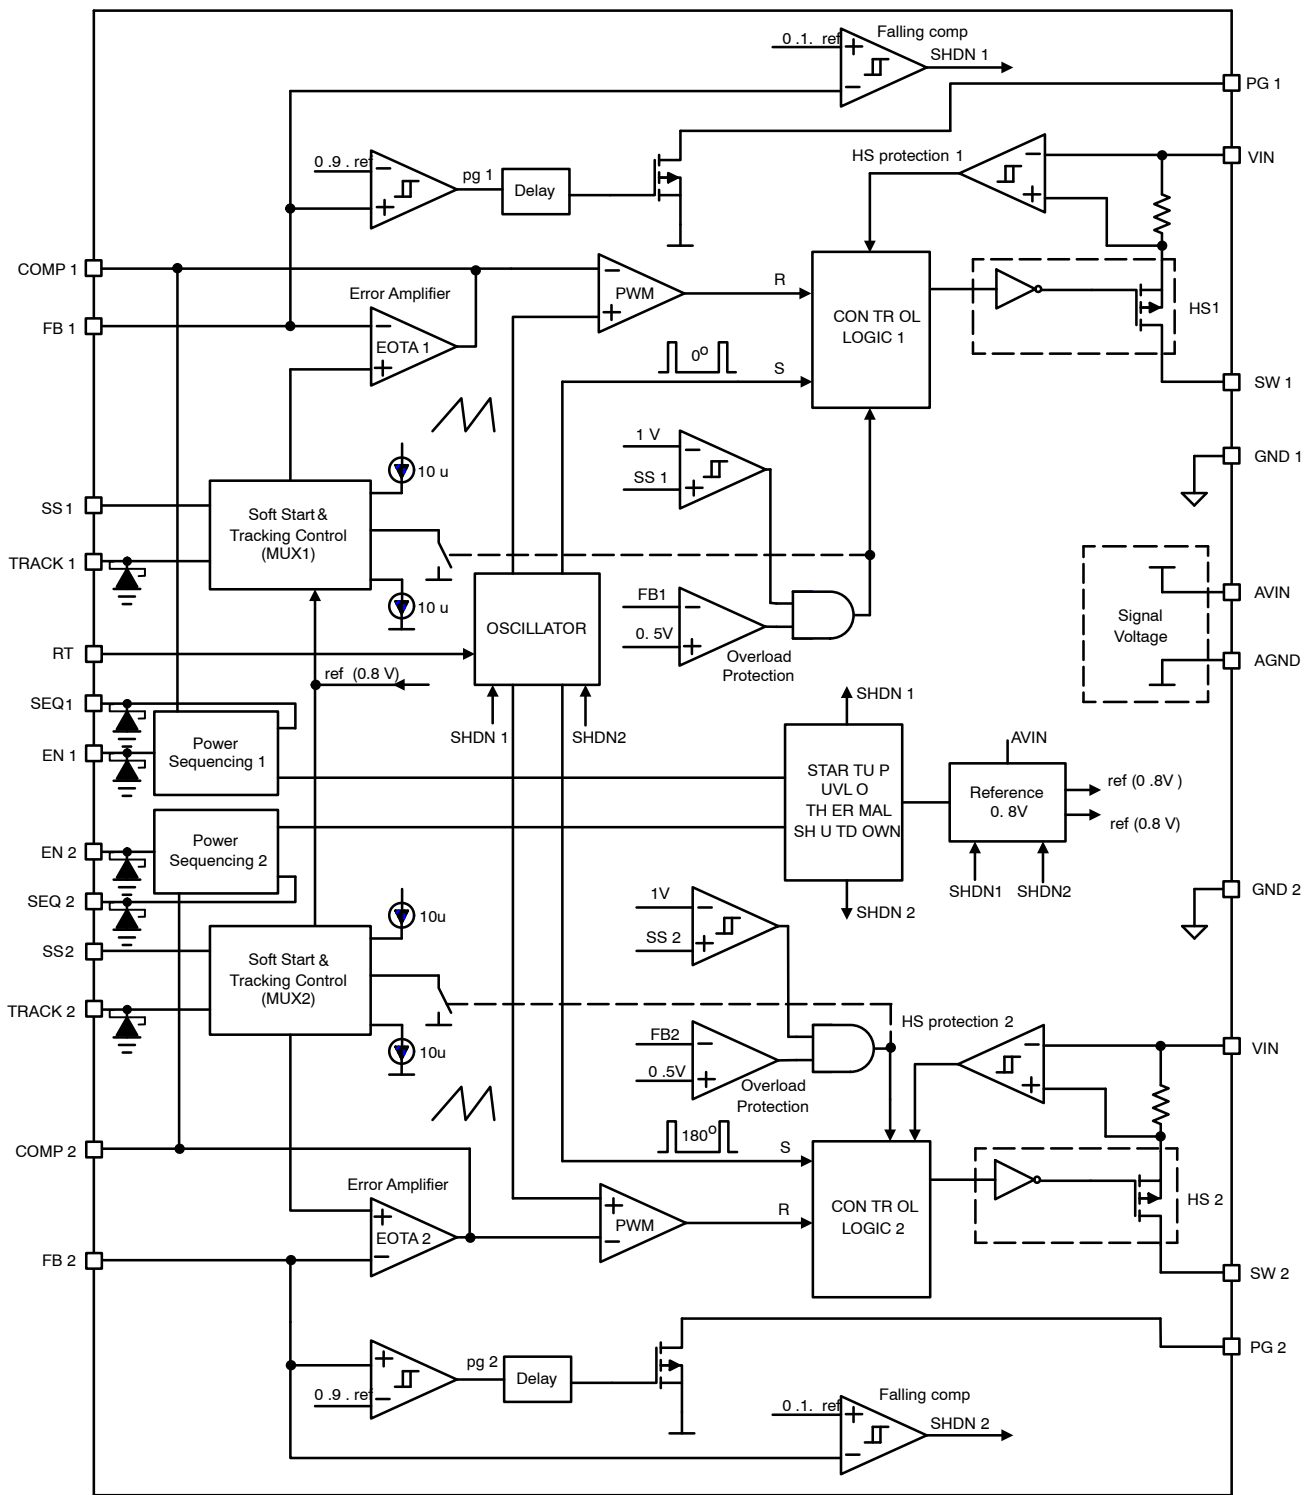 Falling comp
0 .1. ref
SHDN 1
PG 1
0 .9 . ref
pg 1
Delay
HS protection 1
VIN
COMP 1
Error Amplifier
FB 1
EOTA 1
PWM
R
CON TR OL
LOGIC 1
HS1
0º
S
SW 1
1 V
SS 1
GND 1
10 u
SS 1
Soft Start &
Tracking Control
(MUX1)
TRACK 1
10 u
FB1
0. 5V
Overload
Protection
OSCILLATOR
RT
ref (0.8 V)
Signal
Voltage
AVIN
AGND
SEQ1
EN 1
Power
Sequencing 1
SHDN 1
SHDN2
SHDN 1
STAR TU P
UVL O
TH ER MAL
SH U TD OWN
AVIN
Reference
0. 8V
ref (0 .8V )
ref (0.8 V)
EN 2
Power
Sequencing 2
SEQ 2
SHDN1
SHDN2
SHDN 2
GND 2
10u
1V
SS 2
SS2
Soft Start &
Tracking Control
(MUX2)
TRACK 2
10u
FB2
0 .5V
Overload
Protection
HS protection 2
VIN
180º
S
COMP 2
Error Amplifier
EOTA 2
PWM
R
CON TR OL
LOGIC 2
HS 2
FB 2
SW 2
PG 2
pg 2
Delay
0 .9 . ref
Falling comp
0 .1. ref
SHDN 2